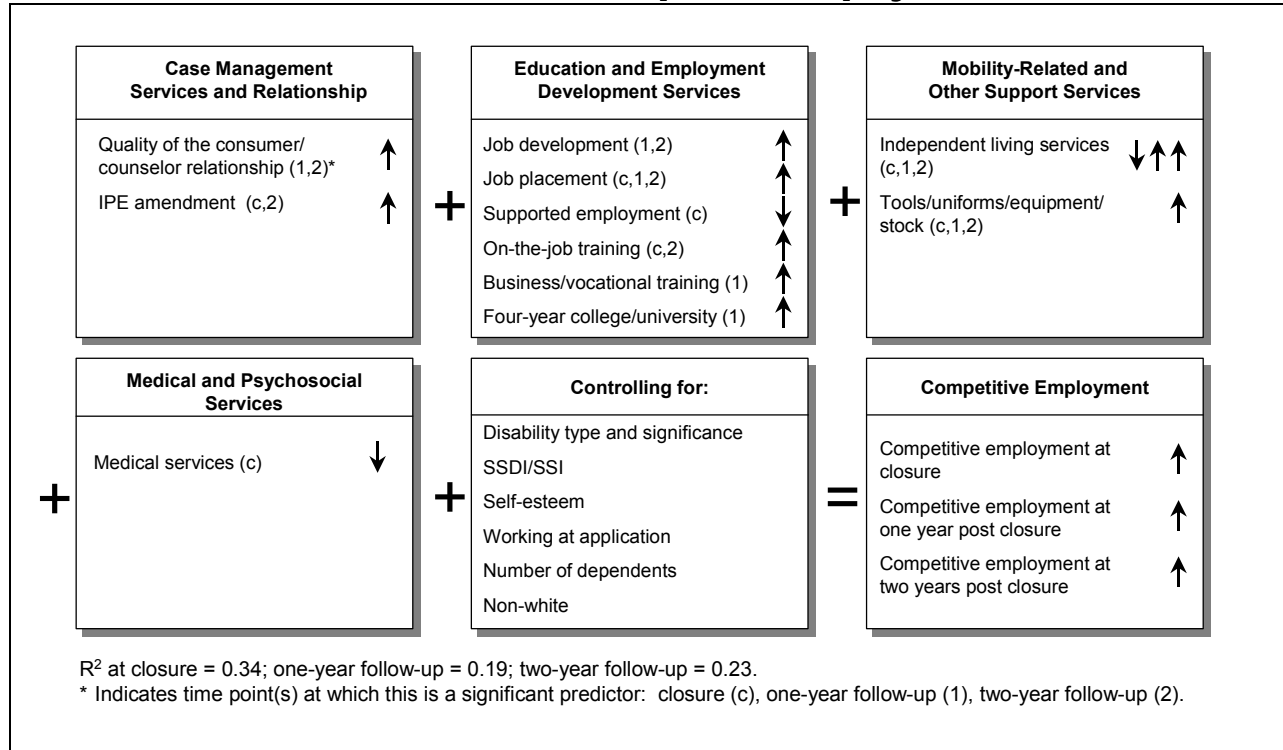 Case Management
Services and Relationship
Quality of the consumer/
counselor relationship (1,2)*
IPE amendment (c,2)
+
Education and Employment
Development Services
Job development (1,2)
Job placement (c,1,2)
Supported employment (c)
On-the-job training (c,2)
Business/vocational training (1)
Four-year college/university (1)
+
Mobility-Related and
Other Support Services
Independent living services
(c,1,2)
Tools/uniforms/equipment/
stock (c,1,2)
+
Medical and Psychosocial
Services
Medical services (c)
+
Controlling for:
Disability type and significance
SSDI/SSI
Self-esteem
Working at application
Number of dependents
Non-white
=
Competitive Employment
Competitive employment at
closure
Competitive employment at
one year post closure
Competitive employment at
two years post closure
R² at closure = 0.34; one-year follow-up = 0.19; two-year follow-up = 0.23.
* Indicates time point(s) at which this is a significant predictor: closure (c), one-year follow-up (1), two-year follow-up (2).